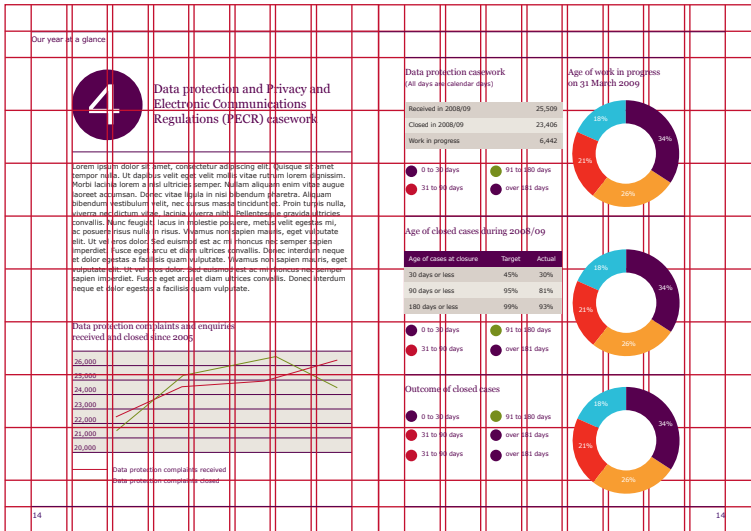 Our year at a glance
4
Data protection and Privacy and
Electronic Communications
Regulations (PECR) casework
Lorem ipsum dolor sit amet, consectetur adipiscing elit. Quisque sit amet
tempor nulla. Ut dapibus velit eget velit mollis vitae rutrum lorem dignissim.
Morbi lacinia lorem a nisl ultricies semper. Nullam aliquam enim vitae augue
laoreet accumsan. Donec vitae ligula in nisi bibendum pharetra. Aliquam
bibendum vestibulum velit, nec cursus massa tincidunt et. Proin turpis nulla,
viverra nec dictum vitae, lacinia viverra nibh. Pellentesque gravida ultricies
convallis. Nunc feugiat, lacus in molestie posuere, metus velit egestas mi,
ac posuere risus nulla in risus. Vivamus non sapien mauris, eget vulputate
elit. Ut vel eros dolor. Sed euismod est ac mi rhoncus nec semper sapien
imperdiet. Fusce eget arcu et diam ultrices convallis. Donec interdum neque
et dolor egestas a facilisis quam vulputate. Vivamus non sapien mauris, eget
vulputate elit. Ut vel eros dolor. Sed euismod est ac mi rhoncus nec semper
sapien imperdiet. Fusce eget arcu et diam ultrices convallis. Donec interdum
neque et dolor egestas a facilisis quam vulputate.
Data protection complaints and enquiries
received and closed since 2005
26,000
25,000
24,000
23,000
22,000
21,000
20,000
Data protection complaints received
Data protection complaints closed
14
Data protection casework
(All days are calendar days)
Received in 2008/09 25,509
Closed in 2008/09 23,406
Work in progress 6,442
0 to 30 days 91 to 180 days
31 to 90 days over 181 days
Age of work in progress
on 31 March 2009
18%
34%
21%
26%
Age of closed cases during 2008/09
Age of cases at closure Target Actual
30 days or less 45% 30%
90 days or less 95% 81%
180 days or less 99% 93%
0 to 30 days 91 to 180 days
31 to 90 days over 181 days
18%
34%
21%
26%
Outcome of closed cases
0 to 30 days 91 to 180 days
31 to 90 days over 181 days
31 to 90 days over 181 days
18%
34%
21%
26%
14